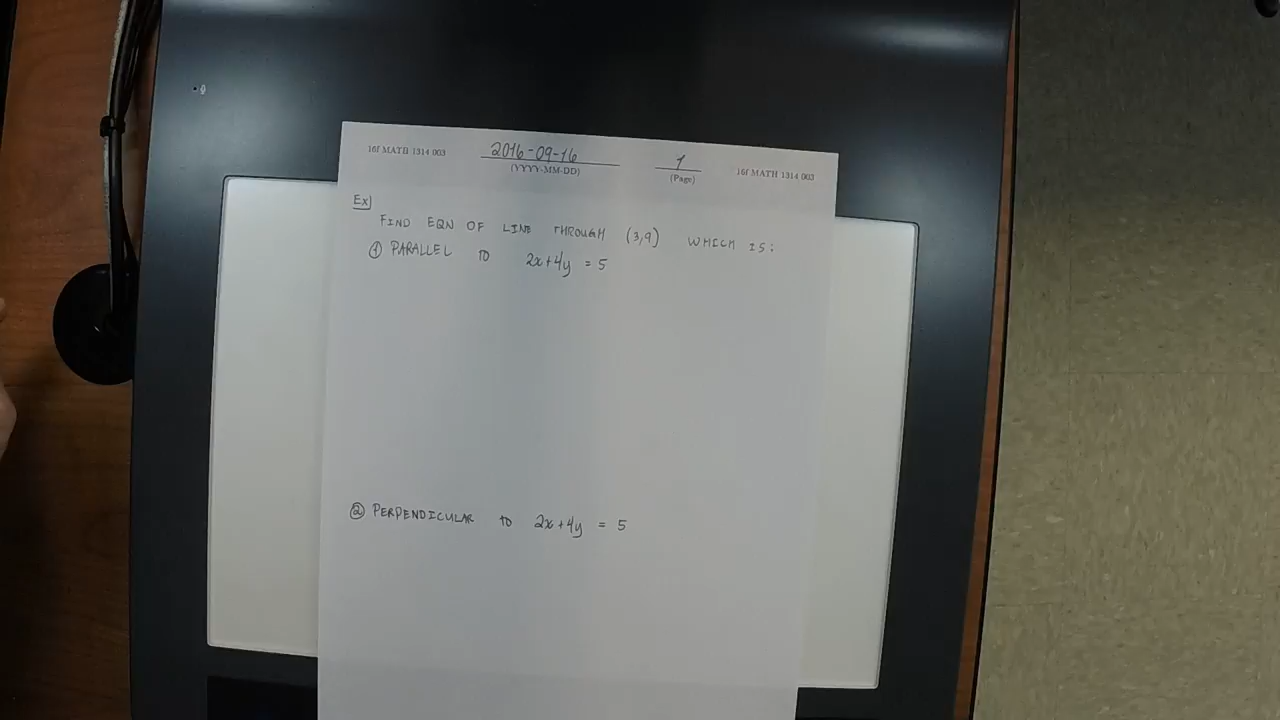 16f MATH 1314 003 2016-09-16 1 16f MATH 1314 003
(YYYY-MM-DD) (Page)
Ex)
FIND EQN OF LINE THROUGH (3,9) WHICH IS:
① PARALLEL TO 2x+4y = 5
② PERPENDICULAR TO 2x+4y = 5